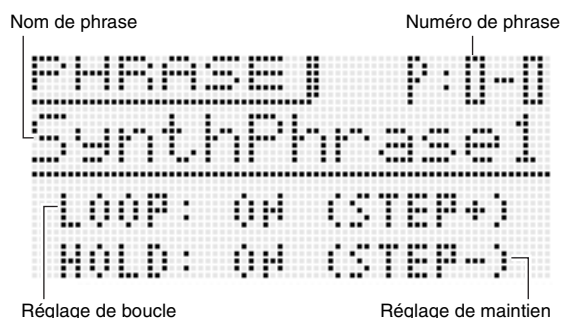 Nom de phrase Numéro de phrase
PHRASE P:0-0
SynthPhrase1
LOOP: ON (STEP+)
HOLD: ON (STEP-)
Réglage de boucle Réglage de maintien